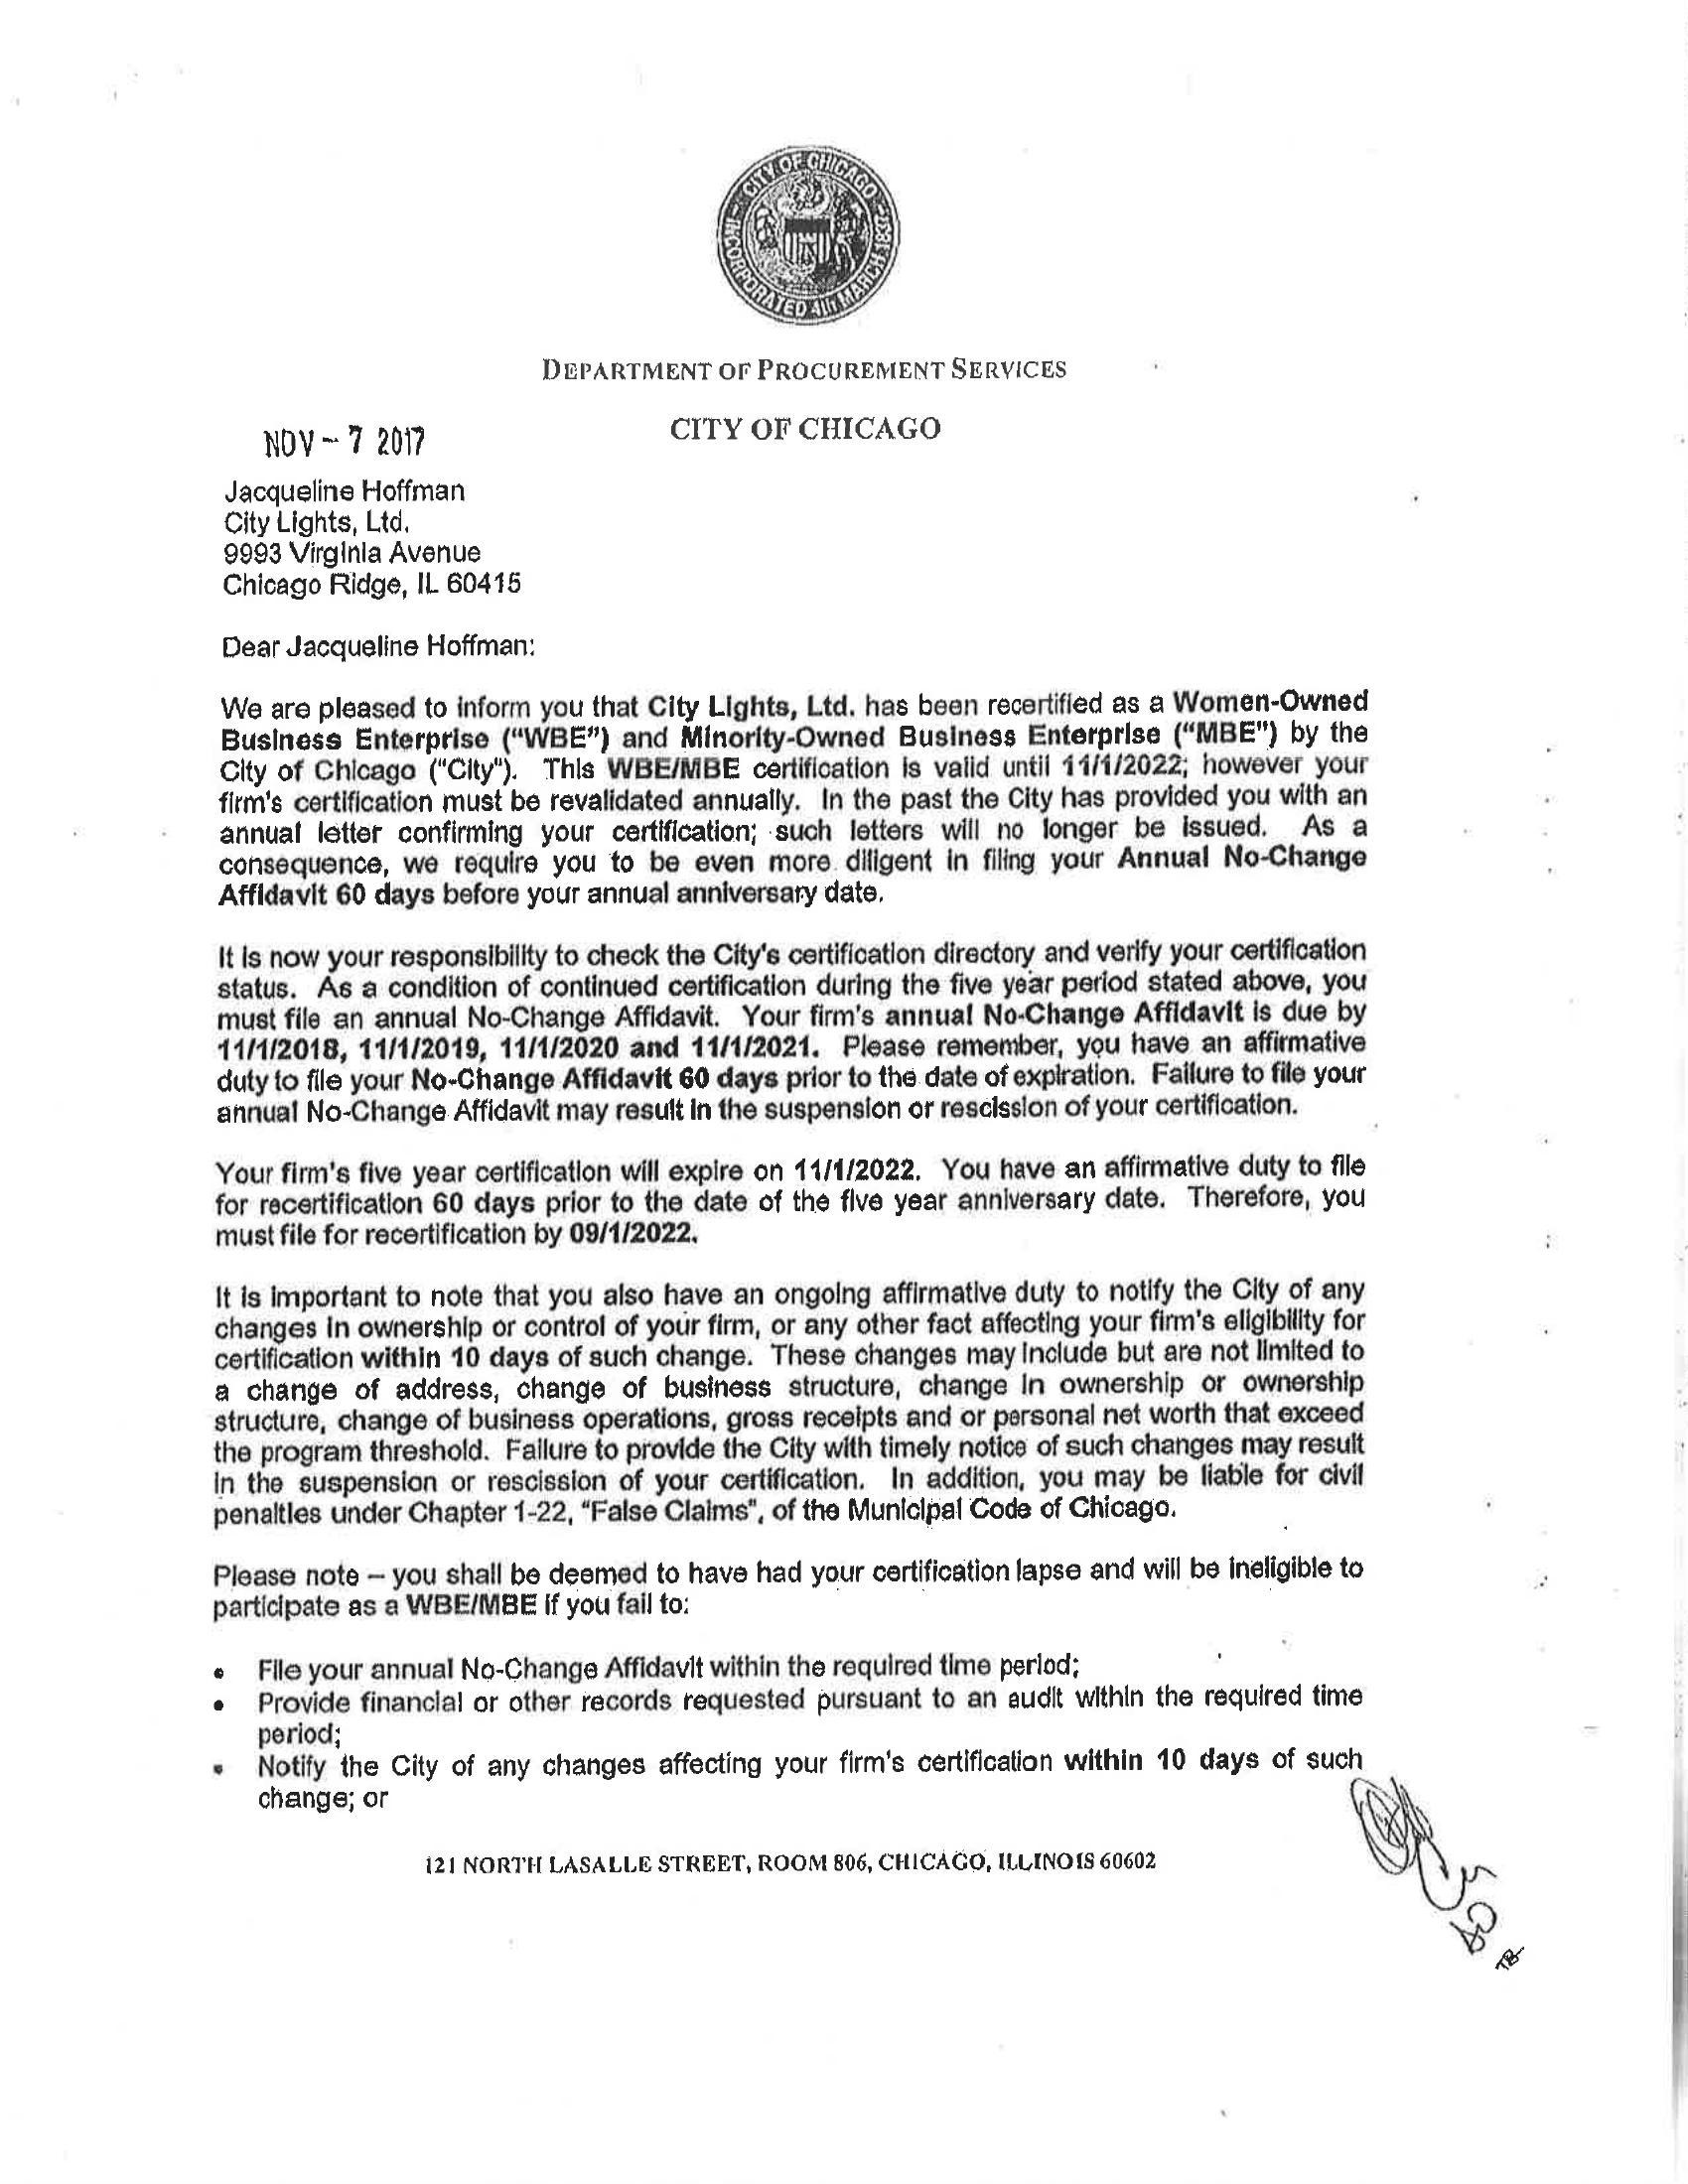 CITY OF CHICAGO
INCORPORATED 4th MARCH 1837
DEPARTMENT OF PROCUREMENT SERVICES
CITY OF CHICAGO
NOV - 7 2017
Jacqueline Hoffman
City Lights, Ltd.
9993 Virginia Avenue
Chicago Ridge, IL 60415
Dear Jacqueline Hoffman:
We are pleased to inform you that City Lights, Ltd. has been recertified as a Women-Owned
Business Enterprise ("WBE") and Minority-Owned Business Enterprise ("MBE") by the
City of Chicago ("City"). This WBE/MBE certification is valid until 11/1/2022; however your
firm's certification must be revalidated annually. In the past the City has provided you with an
annual letter confirming your certification; such letters will no longer be issued. As a
consequence, we require you to be even more diligent in filing your Annual No-Change
Affidavit 60 days before your annual anniversary date.
It is now your responsibility to check the City's certification directory and verify your certification
status. As a condition of continued certification during the five year period stated above, you
must file an annual No-Change Affidavit. Your firm's annual No-Change Affidavit is due by
11/1/2018, 11/1/2019, 11/1/2020 and 11/1/2021. Please remember, you have an affirmative
duty to file your No-Change Affidavit 60 days prior to the date of expiration. Failure to file your
annual No-Change Affidavit may result in the suspension or rescission of your certification.
Your firm's five year certification will expire on 11/1/2022. You have an affirmative duty to file
for recertification 60 days prior to the date of the five year anniversary date. Therefore, you
must file for recertification by 09/1/2022.
It is important to note that you also have an ongoing affirmative duty to notify the City of any
changes in ownership or control of your firm, or any other fact affecting your firm's eligibility for
certification within 10 days of such change. These changes may include but are not limited to
a change of address, change of business structure, change in ownership or ownership
structure, change of business operations, gross receipts and or personal net worth that exceed
the program threshold. Failure to provide the City with timely notice of such changes may result
in the suspension or rescission of your certification. In addition, you may be liable for civil
penalties under Chapter 1-22, "False Claims", of the Municipal Code of Chicago.
Please note – you shall be deemed to have had your certification lapse and will be ineligible to
participate as a WBE/MBE if you fail to:
• File your annual No-Change Affidavit within the required time period;
• Provide financial or other records requested pursuant to an audit within the required time
period;
• Notify the City of any changes affecting your firm's certification within 10 days of such
change; or
121 NORTH LASALLE STREET, ROOM 806, CHICAGO, ILLINOIS 60602